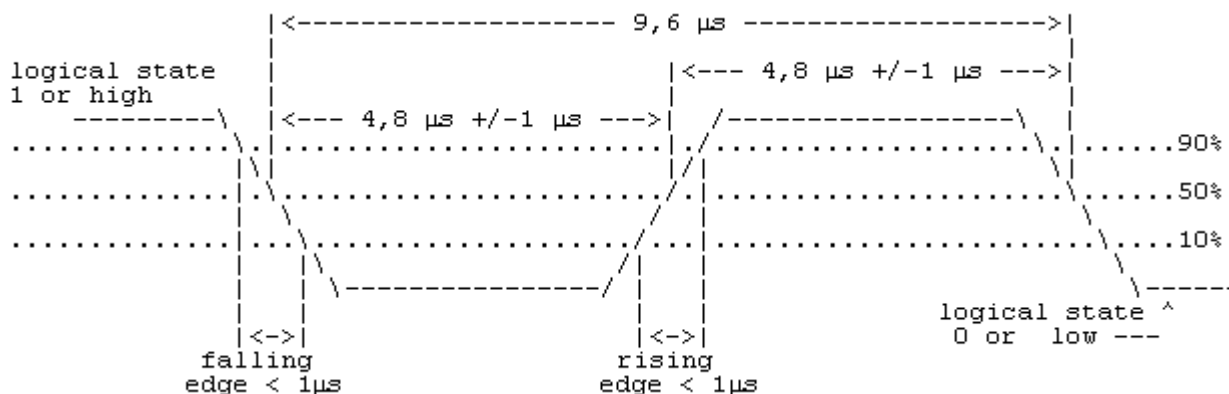 |<-------------------- 9,6 µs -------------------->|
logical state |<--- 4,8 µs +/-1 µs --->|
1 or high
---------\ |<--- 4,8 µs +/-1 µs --->| /------------------\
90%
50%
10%
\----------------/ \------
logical state ^
|<-> |<-> 0 or low ---
falling rising
edge < 1µs edge < 1µs